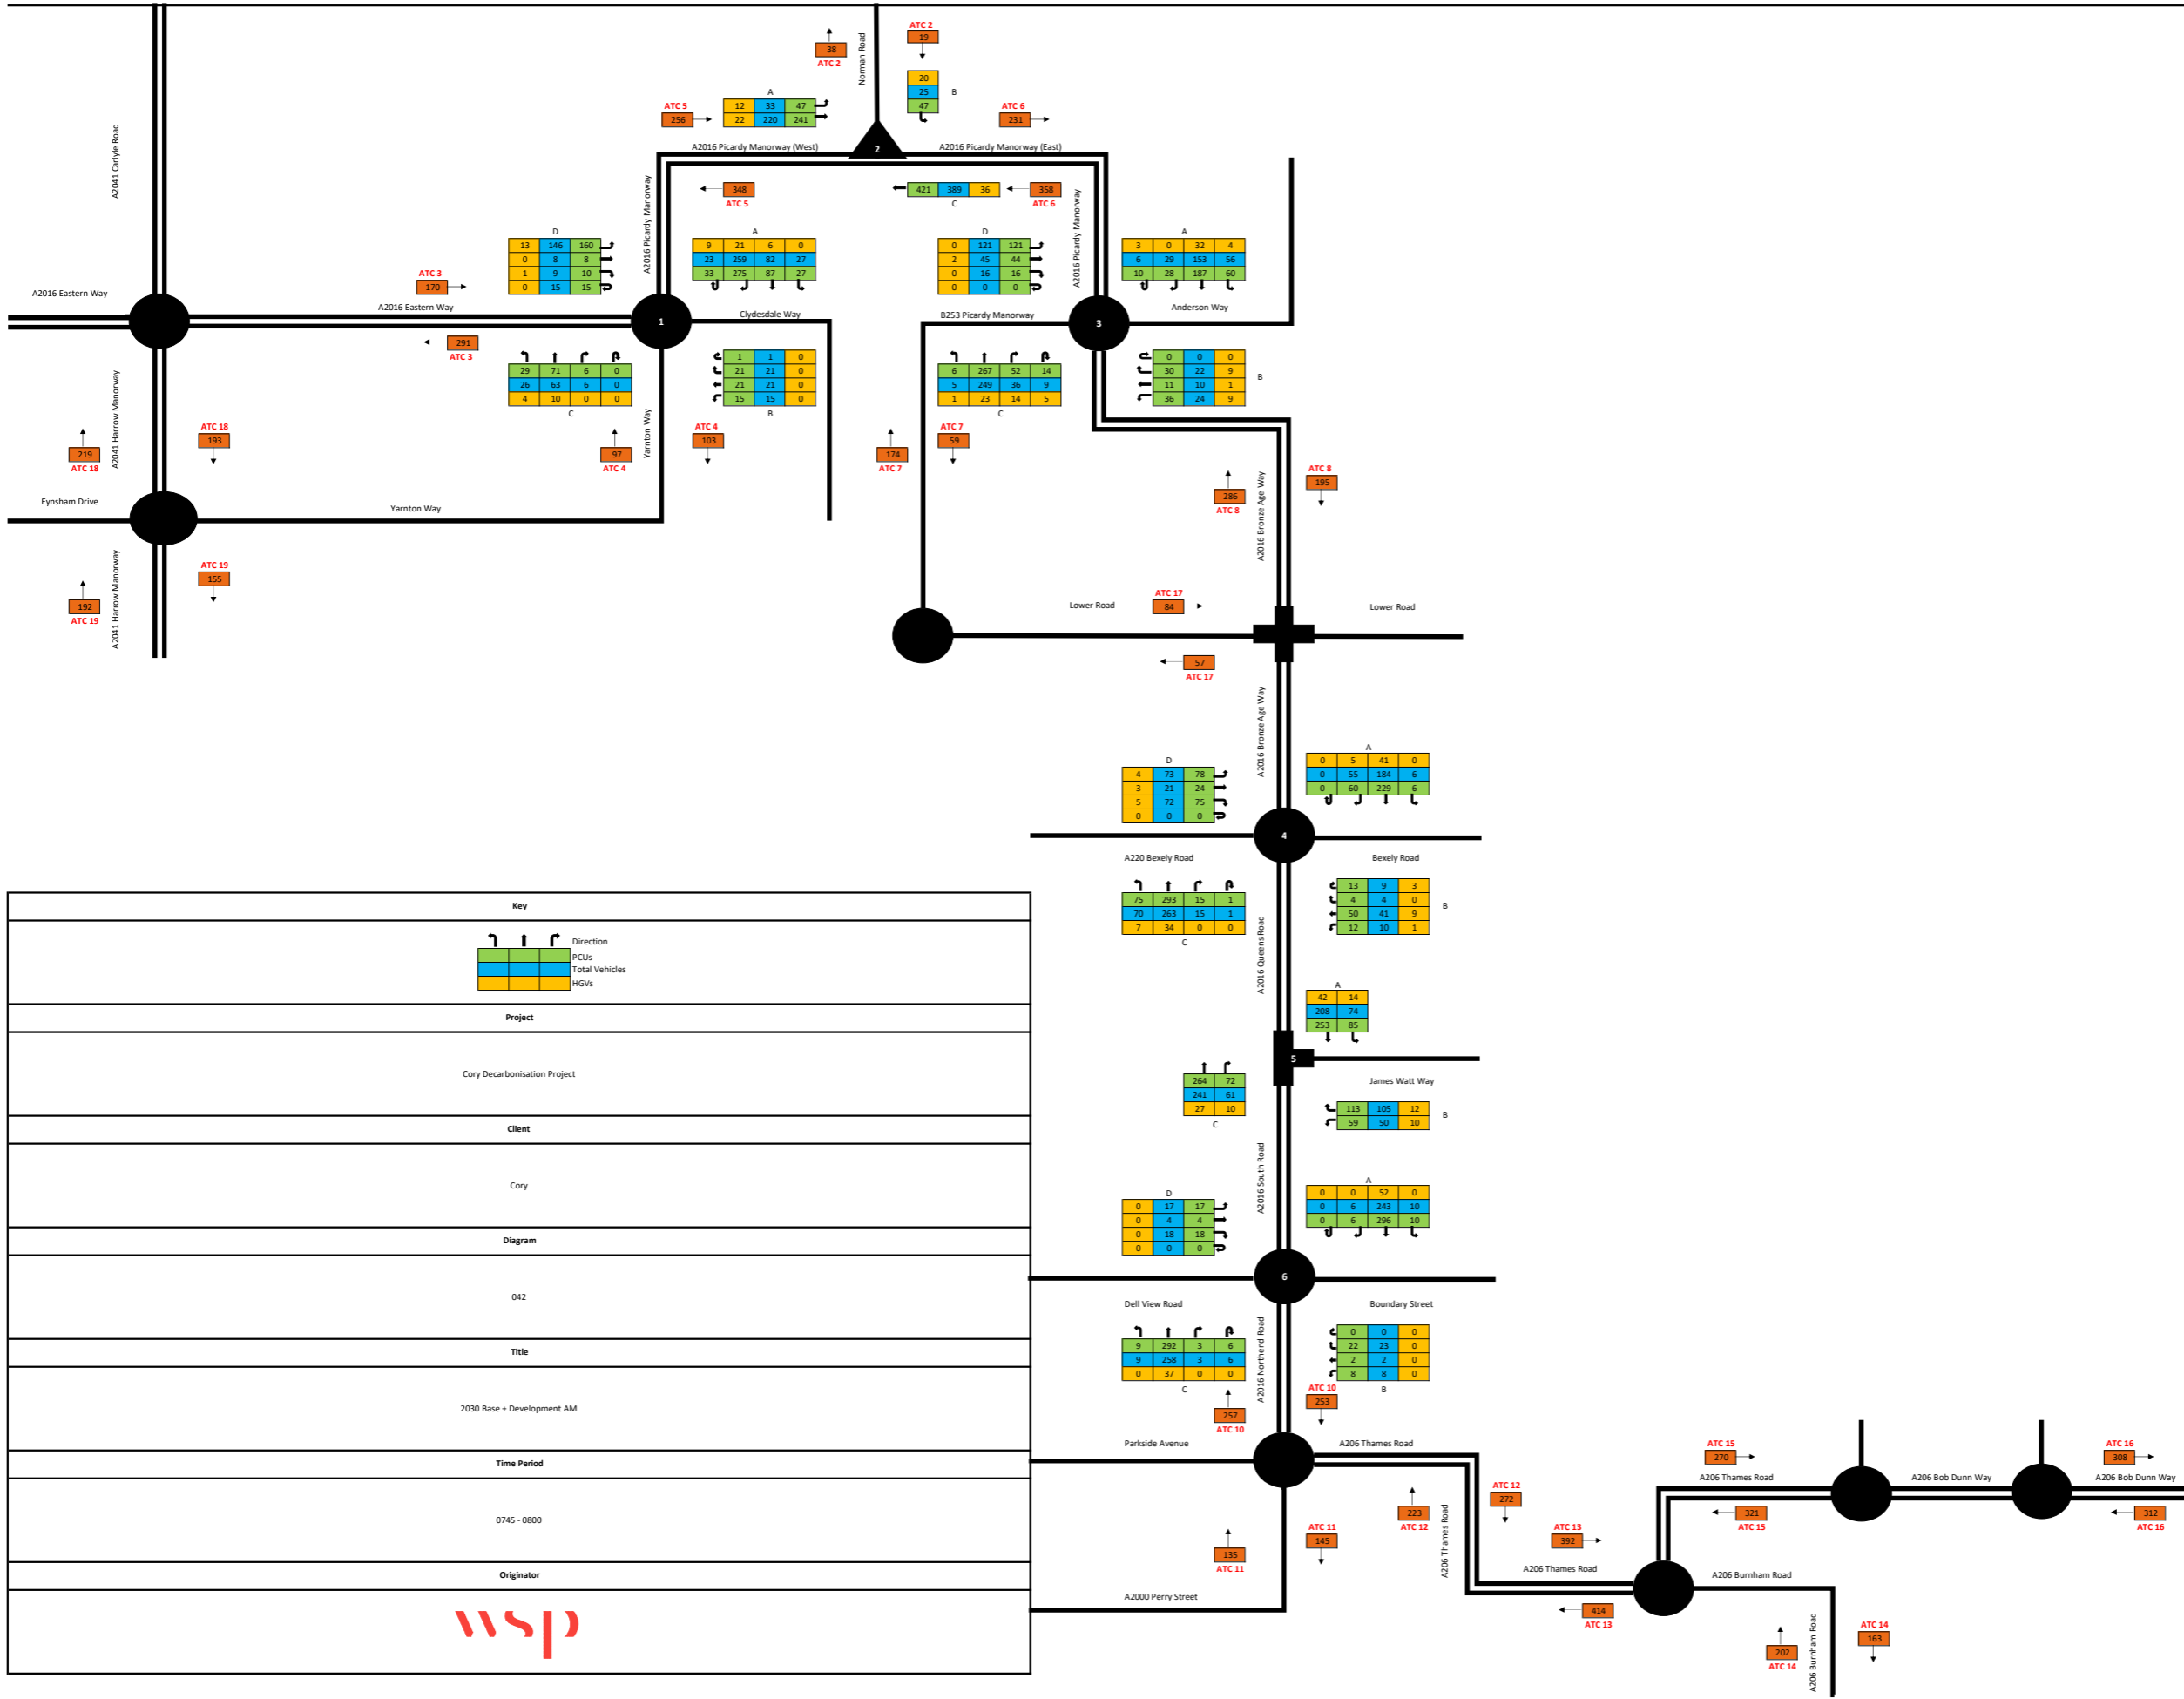 ATC 2
19
38
ATC 2
Norman Road
20
25
47
B
A
12 33 47
22 220 241
ATC 5
256
ATC 6
231
A2016 Picardy Manorway (West)
2
A2016 Picardy Manorway (East)
348
ATC 5
421 389 36
C
358
ATC 6
A2041 Carlyle Road
A2016 Picardy Manorway
A2016 Picardy Manorway
D
13 146 160
0 8 8
1 9 10
0 15 15
A
9 21 6 0
23 259 82 27
33 275 87 27
D
0 121 121
2 45 44
0 16 16
0 0 0
A
3 0 32 4
6 29 153 56
10 28 187 60
ATC 3
170
A2016 Eastern Way
A2016 Eastern Way
1
Clydesdale Way
B253 Picardy Manorway
3
Anderson Way
291
ATC 3
29 71 6 0
26 63 6 0
4 10 0 0
C
1 1 0
21 21 0
21 21 0
15 15 0
B
6 267 52 14
5 249 36 9
1 23 14 5
C
0 0 0
30 22 9
11 10 1
36 24 9
B
A2041 Harrow Manorway
219
ATC 18
ATC 18
193
97
ATC 4
Yarnton Way
ATC 4
103
174
ATC 7
ATC 7
59
286
ATC 8
A2016 Bronze Age Way
ATC 8
195
Eynsham Drive
Yarnton Way
192
ATC 19
A2041 Harrow Manorway
ATC 19
155
Lower Road
ATC 17
84
Lower Road
57
ATC 17
A2016 Bronze Age Way
D
4 73 78
3 21 24
5 72 75
0 0 0
A
0 5 41 0
0 55 184 6
0 60 229 6
4
A220 Bexely Road
Bexely Road
75 293 15 1
70 263 15 1
7 34 0 0
C
13 9 3
4 4 0
50 41 9
12 10 1
B
A2016 Queens Road
A
42 14
208 74
253 85
5
James Watt Way
264 72
241 61
27 10
C
113 105 12
59 50 10
B
A2016 South Road
D
0 17 17
0 4 4
0 18 18
0 0 0
A
0 0 52 0
0 6 243 10
0 6 296 10
6
Dell View Road
Boundary Street
9 292 3 6
9 258 3 6
0 37 0 0
C
0 0 0
22 23 0
2 2 0
8 8 0
B
A2016 Northend Road
257
ATC 10
ATC 10
253
Parkside Avenue
A206 Thames Road
135
ATC 11
ATC 11
145
A2000 Perry Street
223
ATC 12
A206 Thames Road
ATC 12
272
ATC 13
392
A206 Thames Road
414
ATC 13
ATC 15
270
A206 Thames Road
321
ATC 15
A206 Bob Dunn Way
ATC 16
308
A206 Bob Dunn Way
312
ATC 16
A206 Burnham Road
202
ATC 14
A206 Burnham Road
ATC 14
163
Key
Direction
PCUs
Total Vehicles
HGVs
Project
Cory Decarbonisation Project
Client
Cory
Diagram
042
Title
2030 Base + Development AM
Time Period
0745 - 0800
Originator
wsp